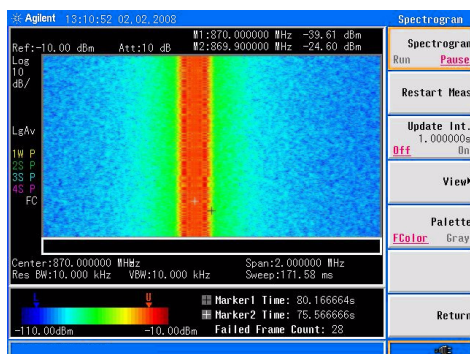 Agilent 13:10:52 02.02.2008
Spectrogram
M1:870.000000 MHz -39.61 dBm
Ref:-10.00 dBm Att:10 dB M2:869.900000 MHz -24.60 dBm
Log
10
dB/
LgAv
1W P
2S P
3S P
4S P
FC
Center:870.000000 MHz Span:2.000000 MHz
Res BW:10.000 kHz VBW:10.000 kHz Sweep:171.58 ms
L U
-110.00dBm -10.00dBm
Marker1 Time: 80.166664s
Marker2 Time: 75.566666s
Failed Frame Count: 28
Spectrogram
Run Pause
Restart Meas
Update Int.
1.000000s
Off On
View
Palette
FColor Gray
Return